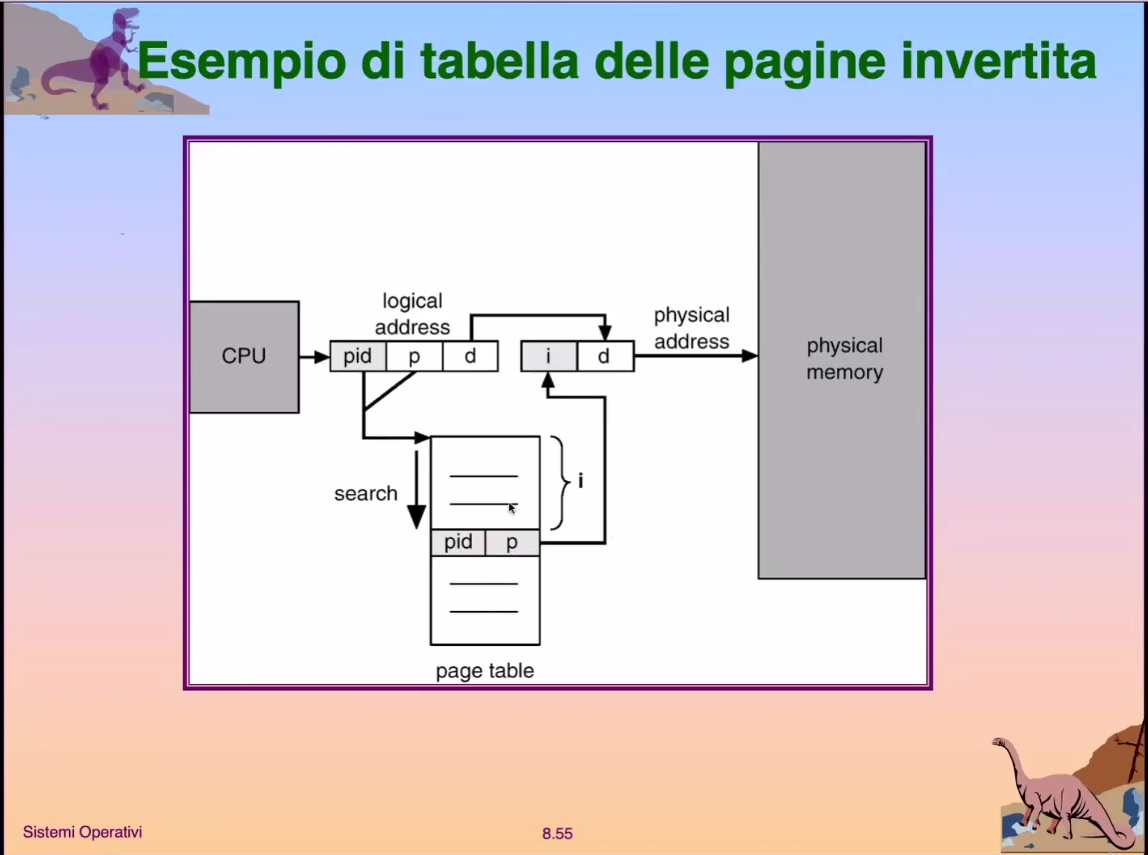 Esempio di tabella delle pagine invertita
logical
address
physical
address
CPU
pid p d
i d
physical
memory
search
i
pid p
page table
Sistemi Operativi
8.55